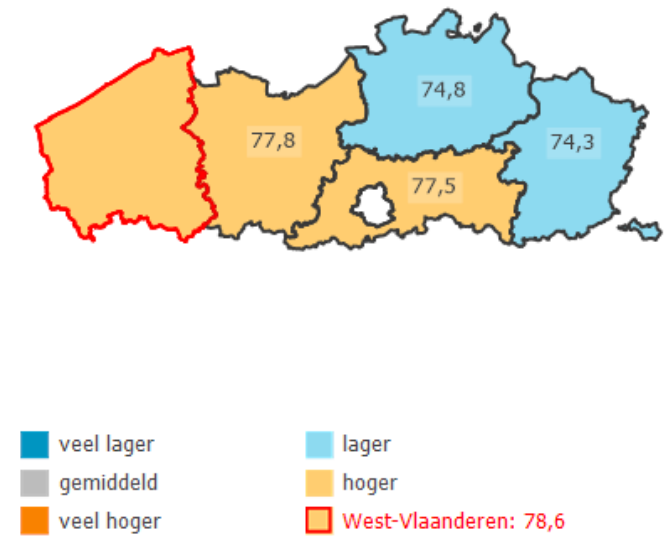 74,8
77,8
74,3
77,5
veel lager
lager
gemiddeld
hoger
veel hoger
West-Vlaanderen: 78,6